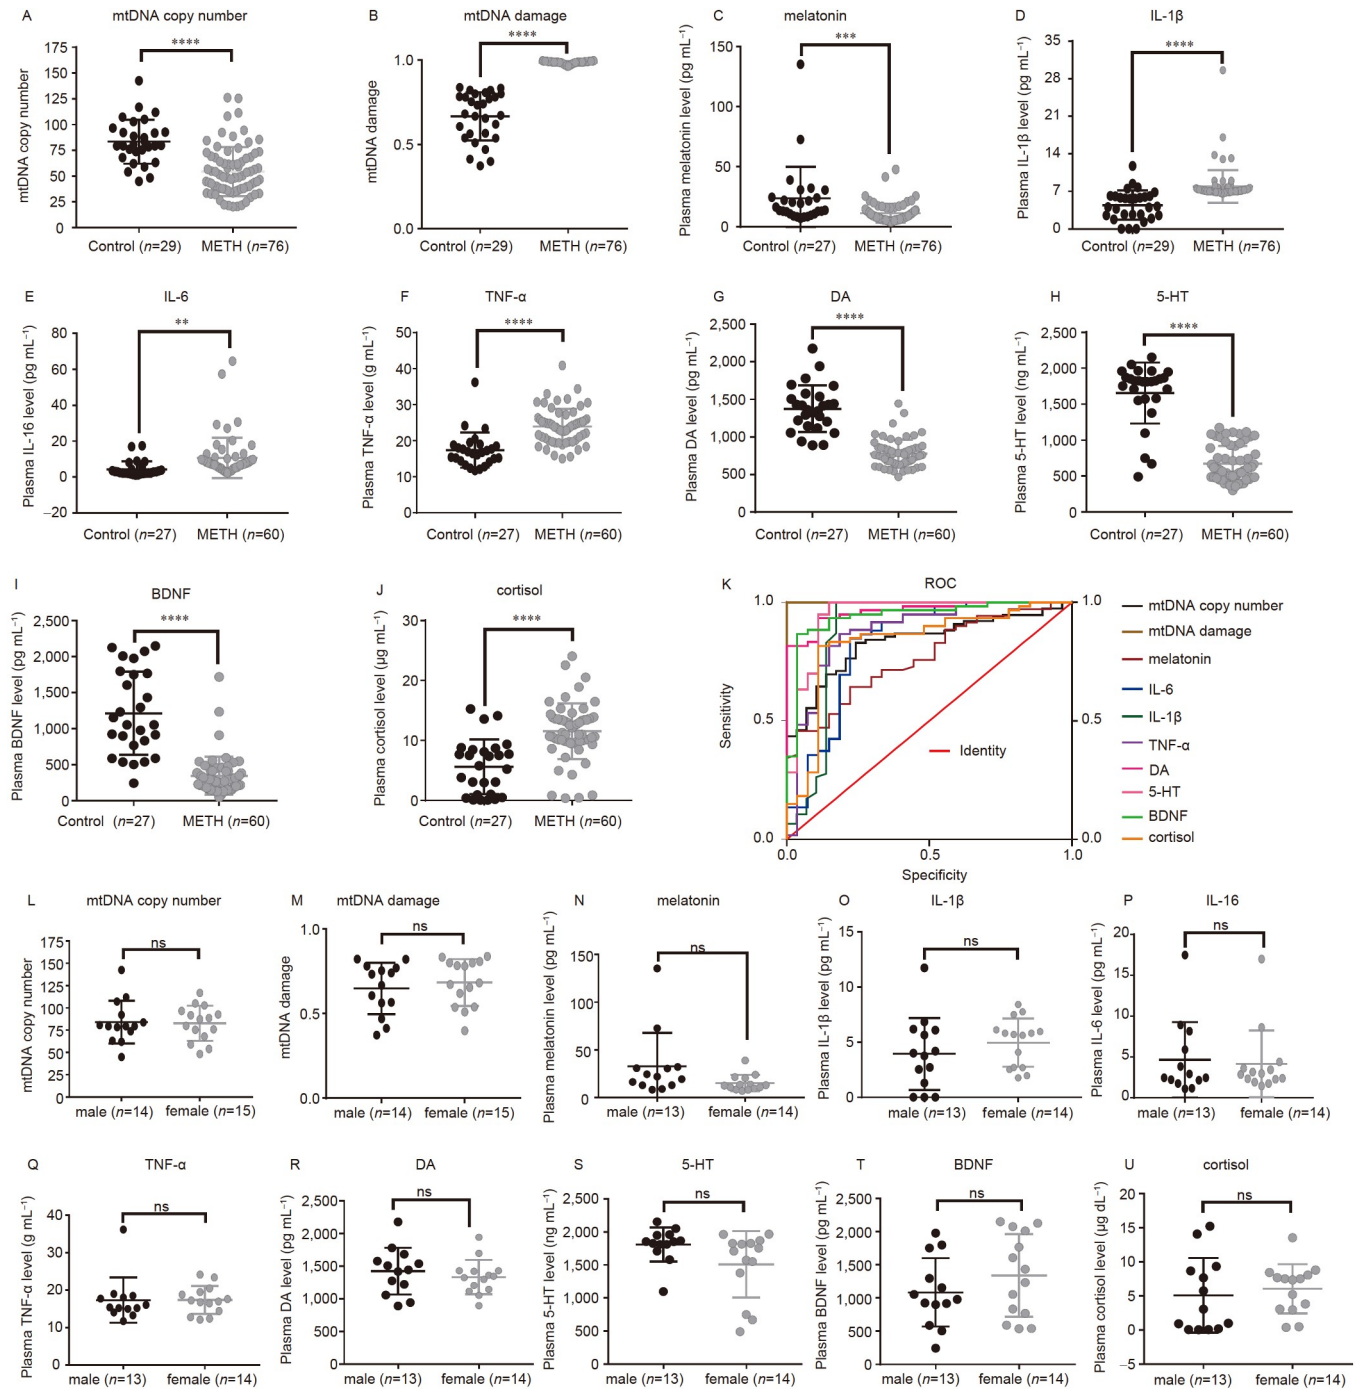 A mtDNA copy number
****
mtDNA copy number
175
150
125
100
75
50
25
0
Control (n=29) METH (n=76)
B mtDNA damage
****
mtDNA damage
1.0
0.5
0.0
Control (n=29) METH (n=76)
C melatonin
***
Plasma melatonin level (pg mL⁻¹)
150
100
50
0
Control (n=27) METH (n=76)
D IL-1β
****
Plasma IL-1β level (pg mL⁻¹)
35
28
21
14
7
0
Control (n=29) METH (n=76)
E IL-6
**
Plasma IL-16 level (pg mL⁻¹)
80
60
40
20
0
−20
Control (n=27) METH (n=60)
F TNF-α
****
Plasma TNF-α level (g mL⁻¹)
50
40
30
20
10
0
Control (n=27) METH (n=60)
G DA
****
Plasma DA level (pg mL⁻¹)
2,500
2,000
1,500
1,000
500
0
Control (n=27) METH (n=60)
H 5-HT
****
Plasma 5-HT level (ng mL⁻¹)
2,500
2,000
1,500
1,000
500
0
Control (n=27) METH (n=60)
I BDNF
****
Plasma BDNF level (pg mL⁻¹)
2,500
2,000
1,500
1,000
500
0
Control (n=27) METH (n=60)
J cortisol
****
Plasma cortisol level (μg mL⁻¹)
30
20
10
0
Control (n=27) METH (n=60)
K ROC
Sensitivity
1.0
0.5
0.0
1.0
0.5
0.0
Identity
0.0 0.5 1.0
Specificity
mtDNA copy number
mtDNA damage
melatonin
IL-6
IL-1β
TNF-α
DA
5-HT
BDNF
cortisol
L mtDNA copy number
ns
mtDNA copy number
175
150
125
100
75
50
25
0
male (n=14) female (n=15)
M mtDNA damage
ns
mtDNA damage
1.0
0.5
0.0
male (n=14) female (n=15)
N melatonin
ns
Plasma melatonin level (pg mL⁻¹)
150
100
50
0
male (n=13) female (n=14)
O IL-1β
ns
Plasma IL-1β level (pg mL⁻¹)
15
10
5
0
male (n=13) female (n=14)
P IL-16
ns
Plasma IL-6 level (pg mL⁻¹)
20
15
10
5
0
male (n=13) female (n=14)
Q TNF-α
ns
Plasma TNF-α level (g mL⁻¹)
40
30
20
10
0
male (n=13) female (n=14)
R DA
ns
Plasma DA level (pg mL⁻¹)
2,500
2,000
1,500
1,000
500
0
male (n=13) female (n=14)
S 5-HT
ns
Plasma 5-HT level (ng mL⁻¹)
2,500
2,000
1,500
1,000
500
0
male (n=13) female (n=14)
T BDNF
ns
Plasma BDNF level (pg mL⁻¹)
2,500
2,000
1,500
1,000
500
0
male (n=13) female (n=14)
U cortisol
ns
Plasma cortisol level (μg dL⁻¹)
20
15
10
5
0
−5
male (n=13) female (n=14)